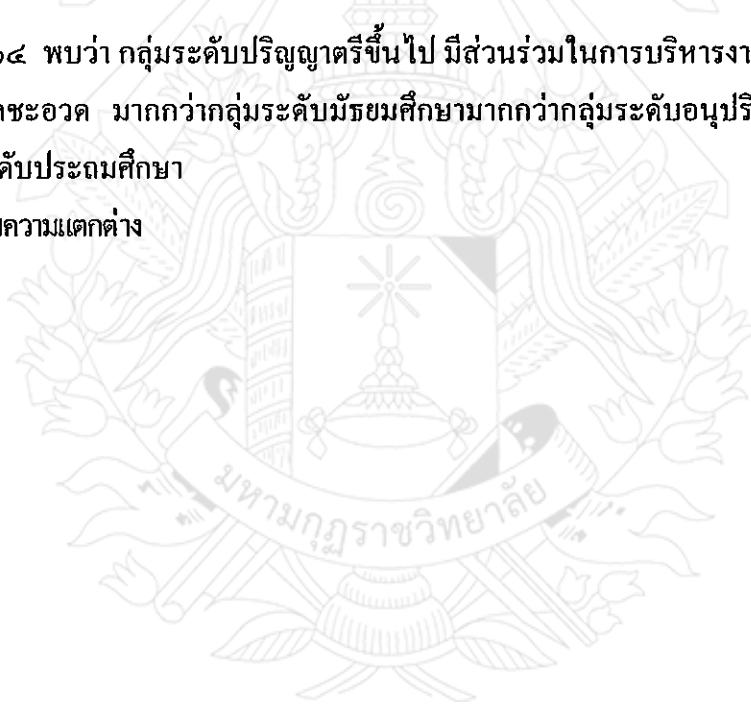 ๑๔ พบว่า กลุ่มระดับปริญญาตรีขึ้นไป มีส่วนร่วมในการบริหารงา
ชะอวด มากกว่ากลุ่มระดับมัธยมศึกษามากกว่ากลุ่มระดับอนุปริ
ดับประถมศึกษา
ความแตกต่าง
มหามกุฏราชวิทยาลัย